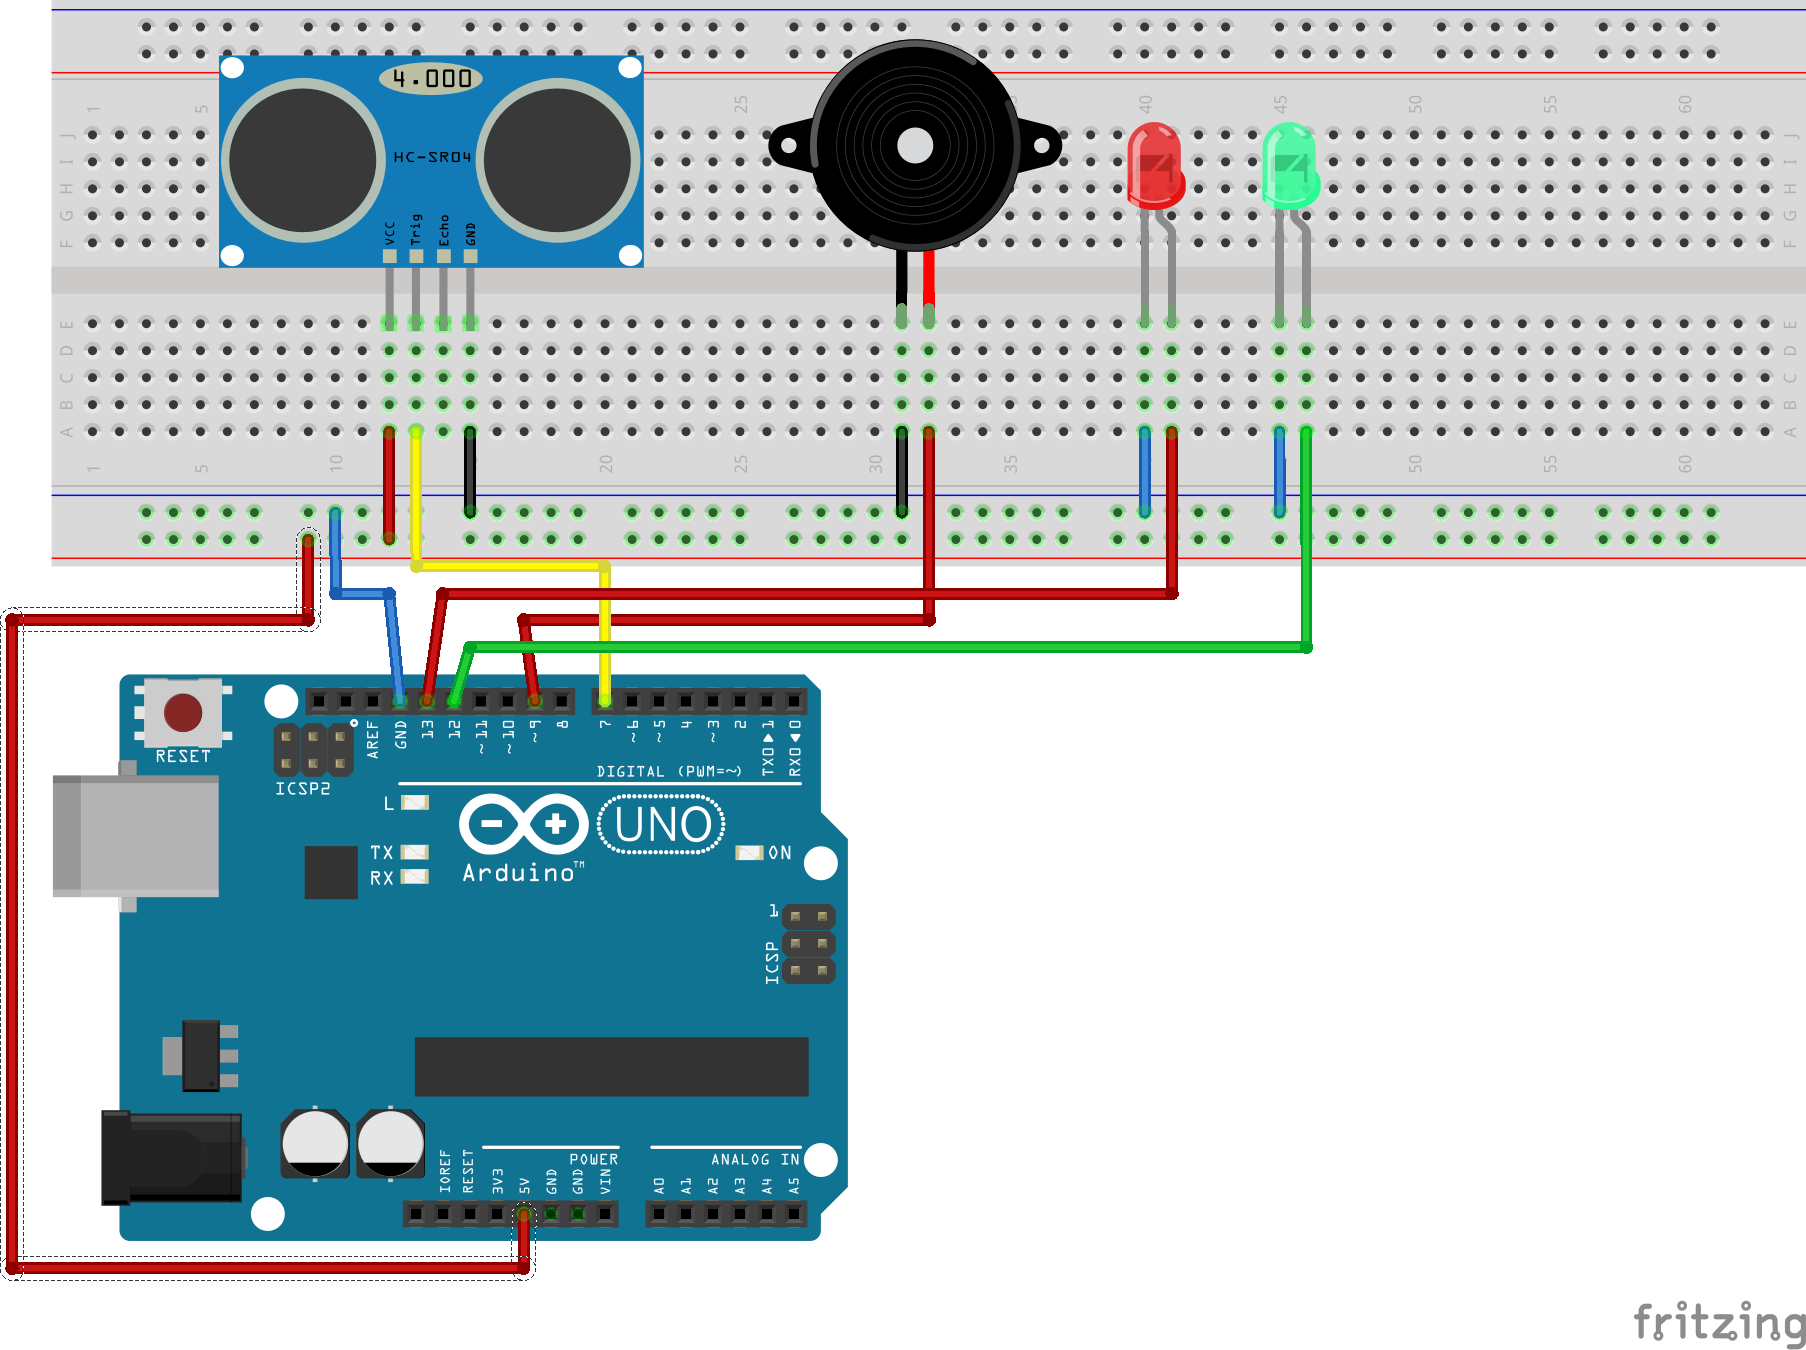 1 5 25 35 40 45 50 55 60
J J
I I
H H
G G
F F
4.000
HC-SR04
VCC Trig Echo GND
E E
D D
C C
B B
A A
1 5 10 20 25 30 35 50 55 60
RESET
ICSP2
AREF GND 13 12 ~11 ~10 ~9 8 7 ~6 ~5 4 ~3 2 TX0▶1 RX0◀0
DIGITAL (PWM=~)
L
TX
RX
UNO
ON
Arduino™
1
ICSP
POWER
ANALOG IN
IOREF RESET 3V3 5V GND GND VIN A0 A1 A2 A3 A4 A5
fritzing